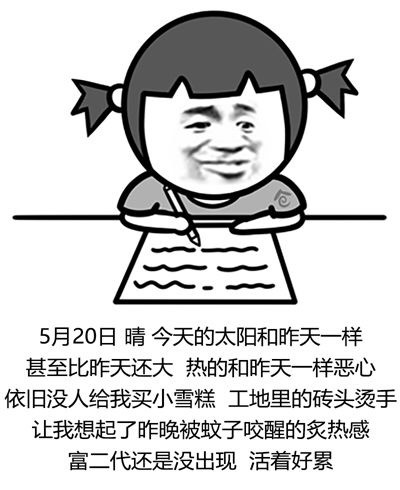 5月20日 晴 今天的太阳和昨天一样
甚至比昨天还大 热的和昨天一样恶心
依旧没人给我买小雪糕 工地里的砖头烫手
让我想起了昨晚被蚊子咬醒的炙热感
富二代还是没出现 活着好累